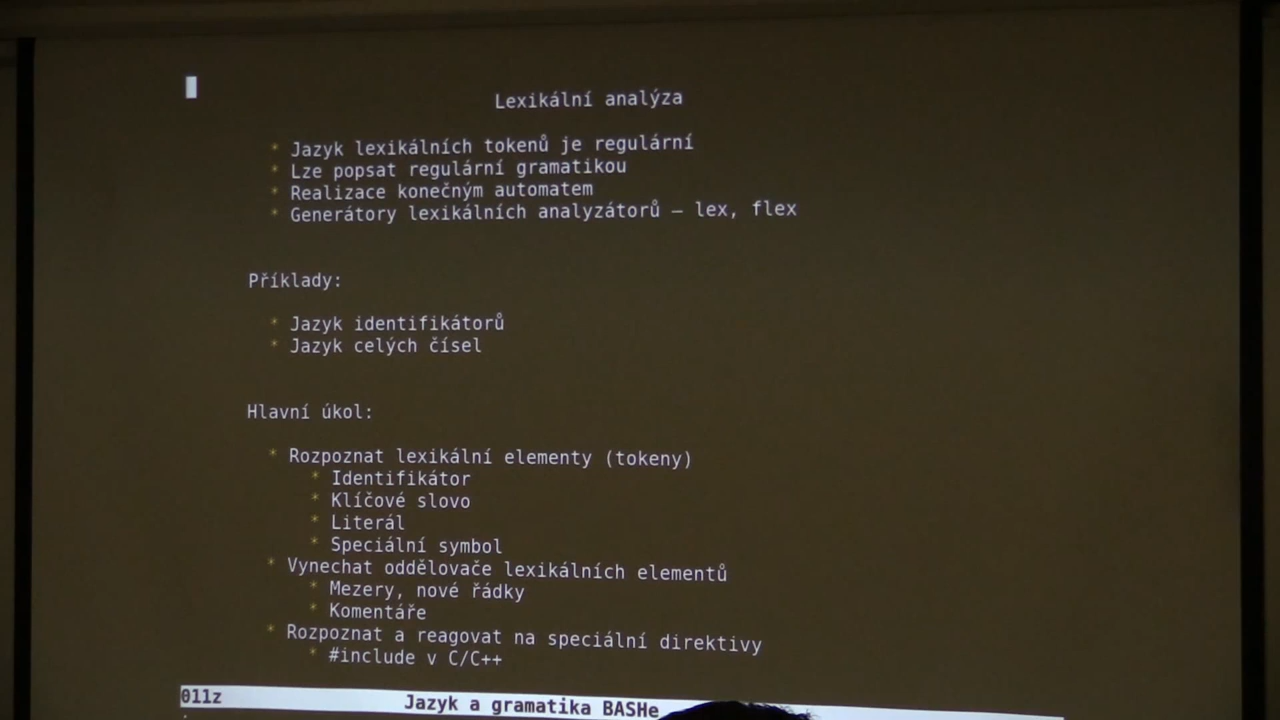 Lexikální analýza
* Jazyk lexikálních tokenů je regulární
* Lze popsat regulární gramatikou
* Realizace konečným automatem
* Generátory lexikálních analyzátorů – lex, flex
Příklady:
* Jazyk identifikátorů
* Jazyk celých čísel
Hlavní úkol:
* Rozpoznat lexikální elementy (tokeny)
* Identifikátor
* Klíčové slovo
* Literál
* Speciální symbol
* Vynechat oddělovače lexikálních elementů
* Mezery, nové řádky
* Komentáře
* Rozpoznat a reagovat na speciální direktivy
* #include v C/C++
011z Jazyk a gramatika BASHe